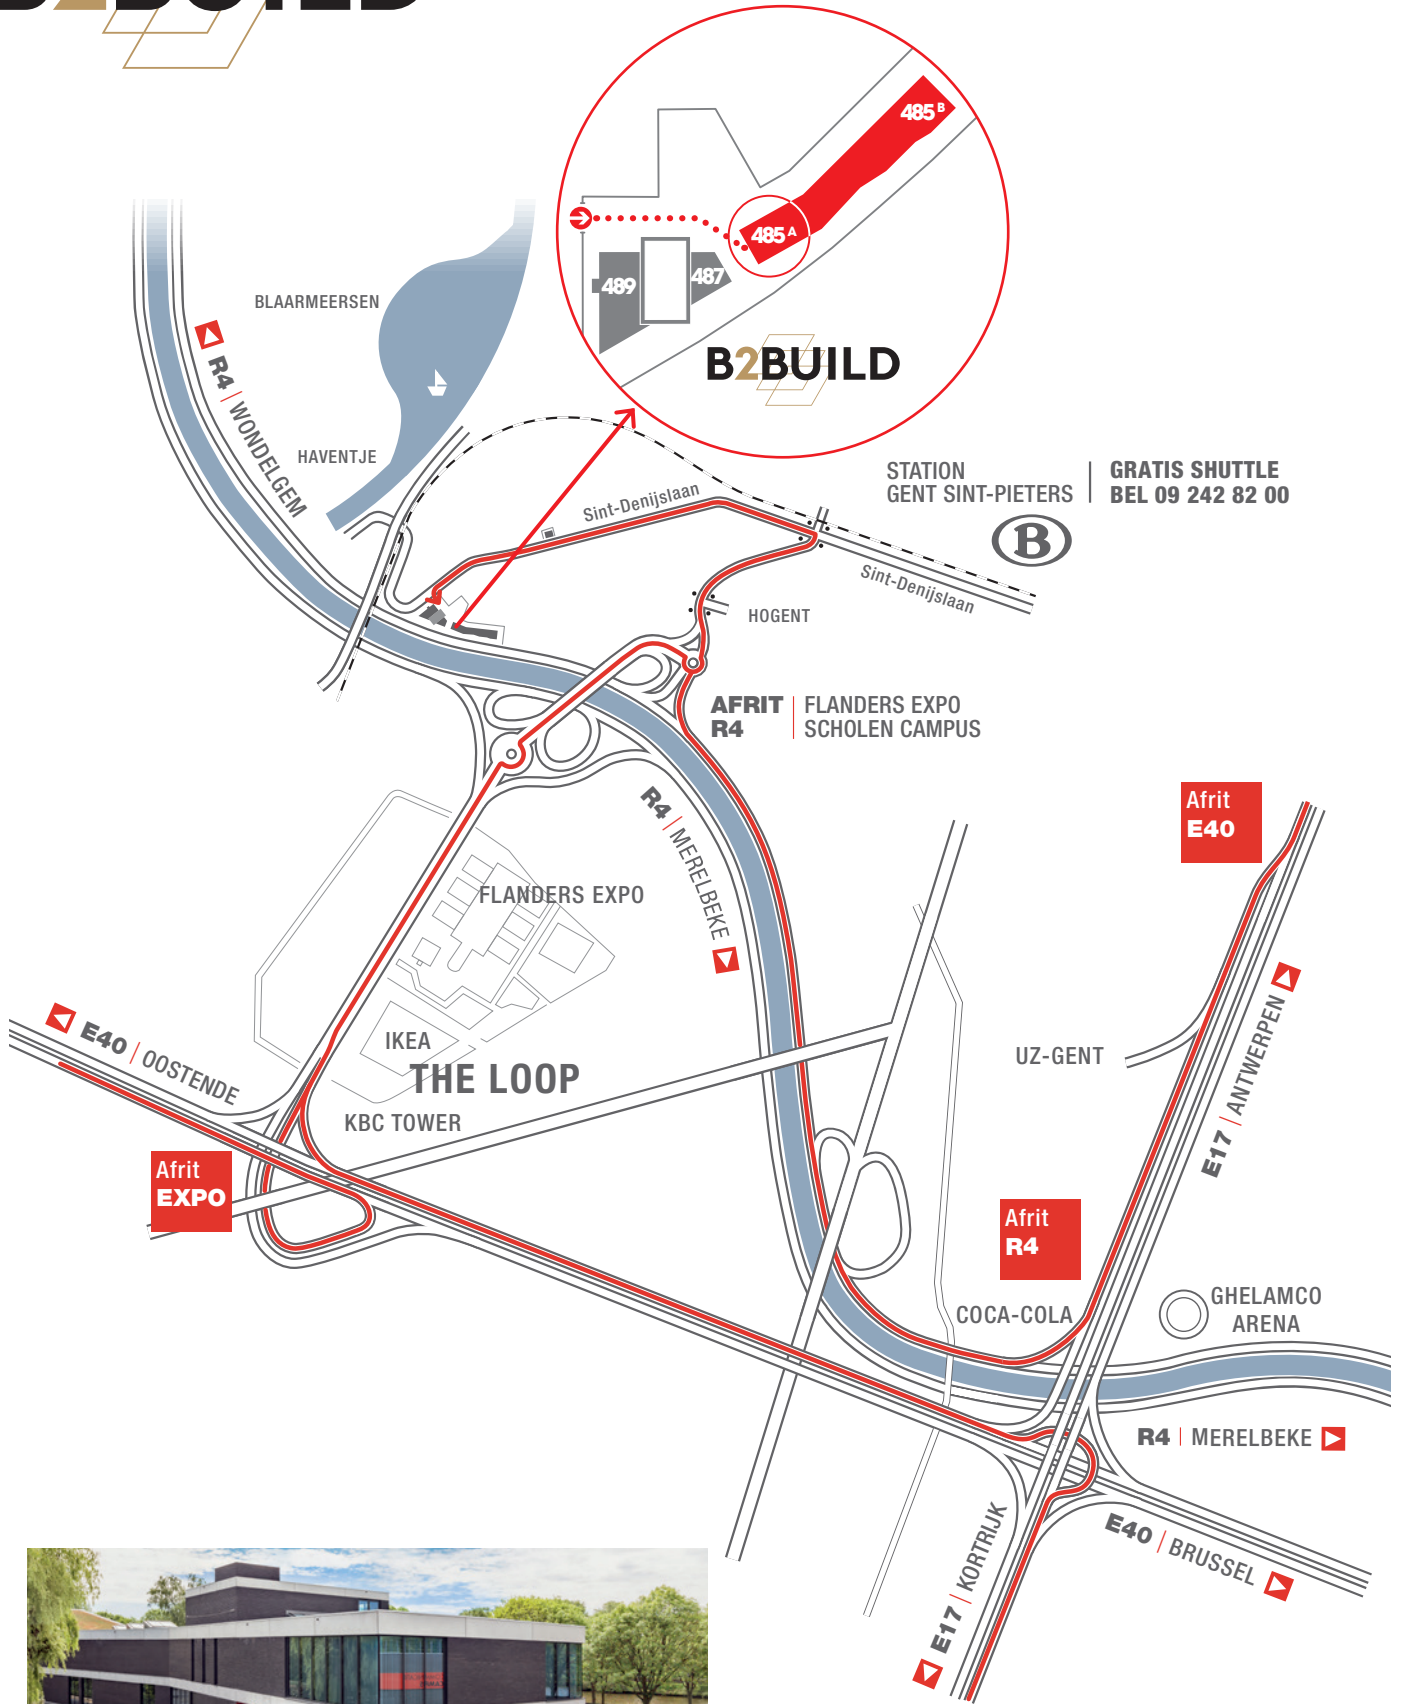 B2BUILD
485 B
485 A
489
487
B2BUILD
BLAARMEERSEN
R4 | WONDELGEM
HAVENTJE
STATION
GENT SINT-PIETERS
GRATIS SHUTTLE
BEL 09 242 82 00
B
Sint-Denijslaan
Sint-Denijslaan
HOGENT
AFRIT
R4
FLANDERS EXPO
SCHOLEN CAMPUS
R4 | MERELBEKE
Afrit
E40
FLANDERS EXPO
E40 | OOSTENDE
IKEA
THE LOOP
KBC TOWER
UZ-GENT
E17 | ANTWERPEN
Afrit
EXPO
Afrit
R4
COCA-COLA
GHELAMCO
ARENA
R4 | MERELBEKE
E40 | BRUSSEL
E17 | KORTRIJK